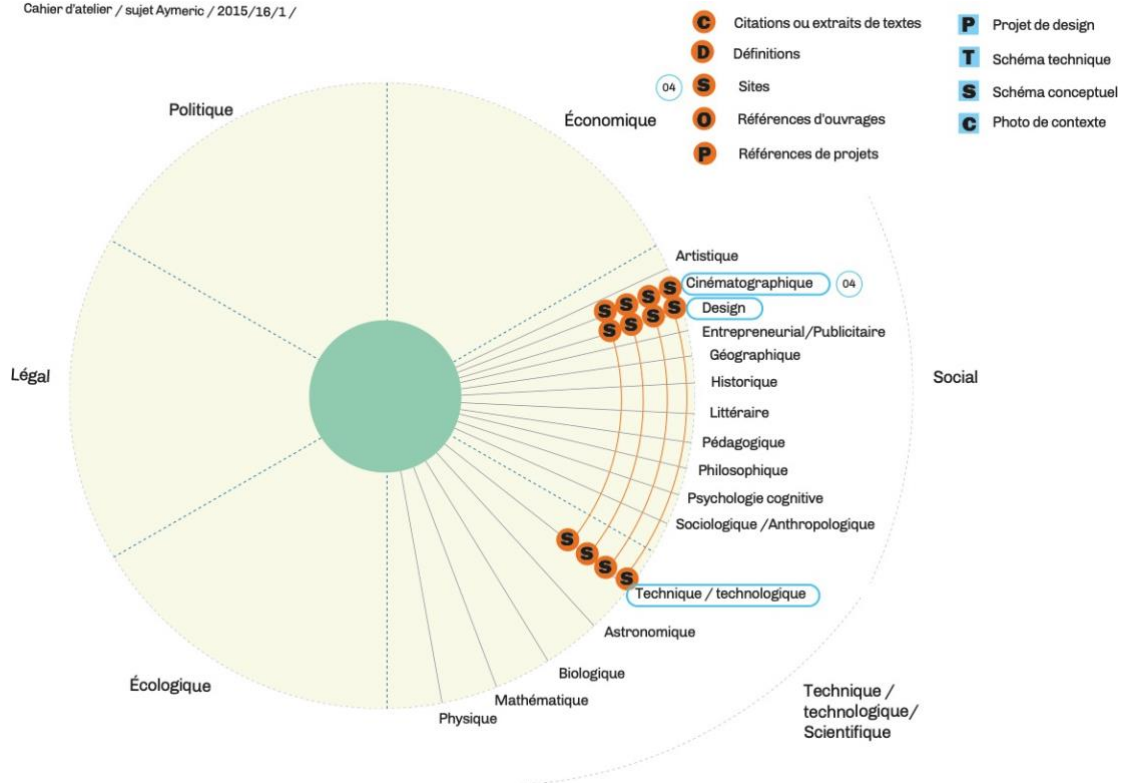 Cahier d'atelier / sujet Aymeric / 2015/16/1 /
C Citations ou extraits de textes
D Définitions
04 S Sites
O Références d'ouvrages
P Références de projets
P Projet de design
T Schéma technique
S Schéma conceptuel
C Photo de contexte
Politique
Économique
Légal
Écologique
Social
Technique /
technologique/
Scientifique
Artistique
S S S S Cinématographique 04
S S S S Design
Entrepreneurial/Publicitaire
Géographique
Historique
Littéraire
Pédagogique
Philosophique
Psychologie cognitive
Sociologique /Anthropologique
S S S S
Technique / technologique
Astronomique
Biologique
Mathématique
Physique